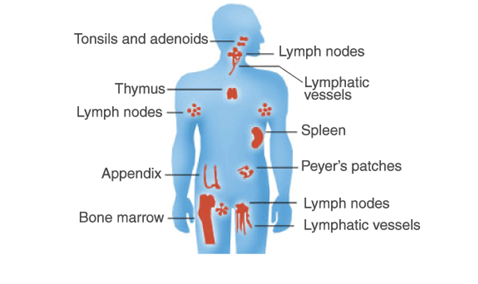 Tonsils and adenoids
Lymph nodes
Lymphatic
vessels
Thymus
Lymph nodes
Spleen
Peyer's patches
Appendix
Lymph nodes
Bone marrow
Lymphatic vessels